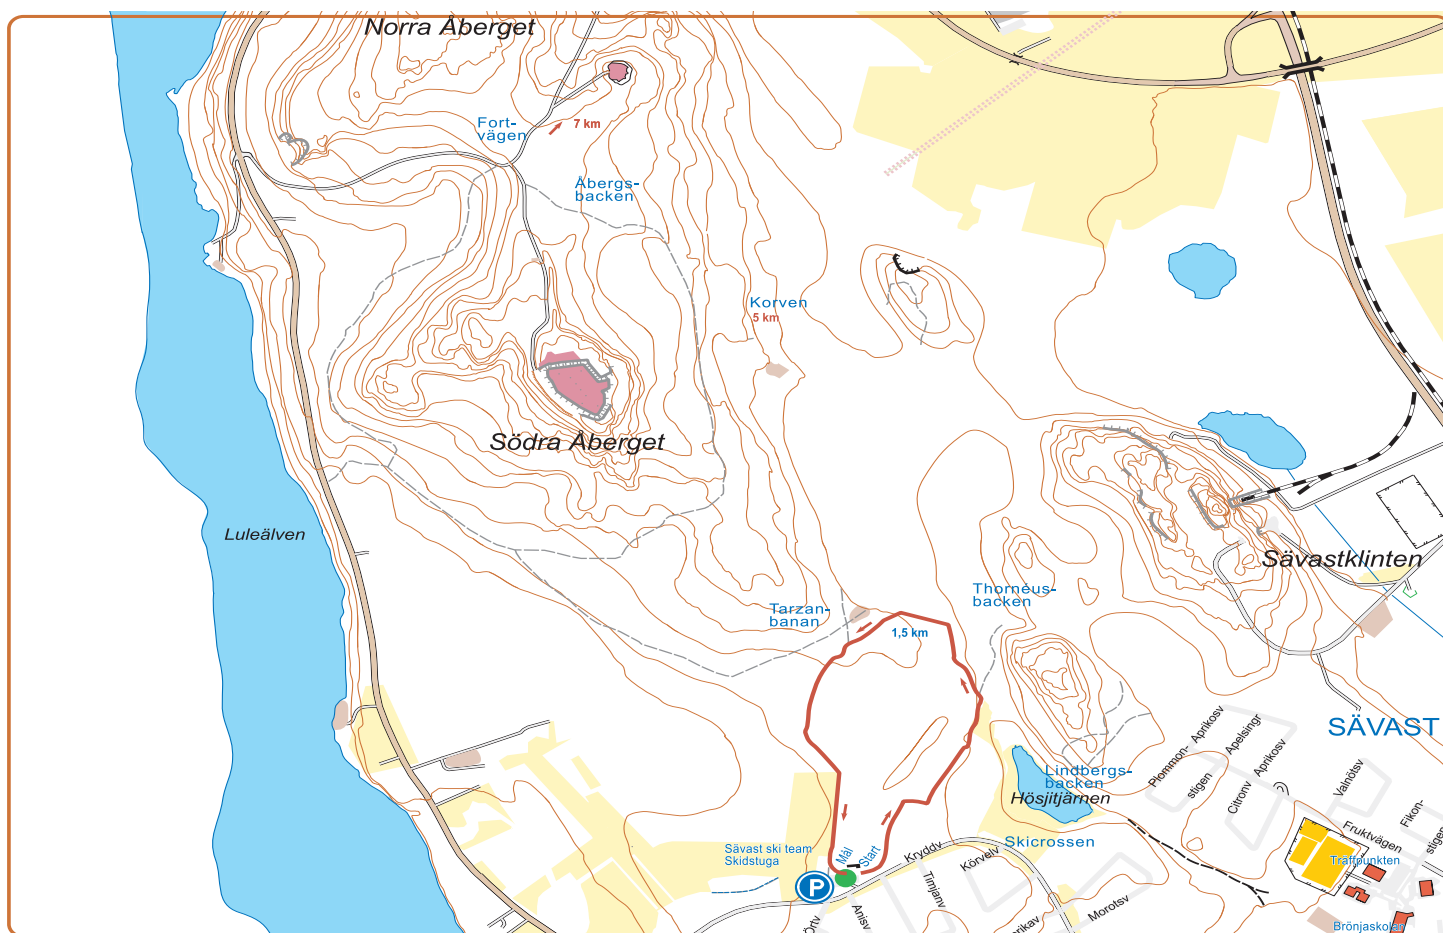 Norra Åberget
Fort-
vägen
7 km
Åbergs-
backen
Korven
5 km
Södra Åberget
Luleälven
Sävastklinten
Thornéus-
backen
Tarzan-
banan
1,5 km
SÄVAST
Plommon-
stigen
Aprikosv
Apelsingr
Citronv
Aprikosv
Valnötsv
Fikon-
stigen
Fruktvägen
Lindbergs-
backen
Hösjitjärnen
Skicrossen
Träffpunkten
Brönjaskolan
Sävast ski team
Skidstuga
Mål
Start
P
Kryddv
Körvelv
Timjanv
Anisv
Morotsv